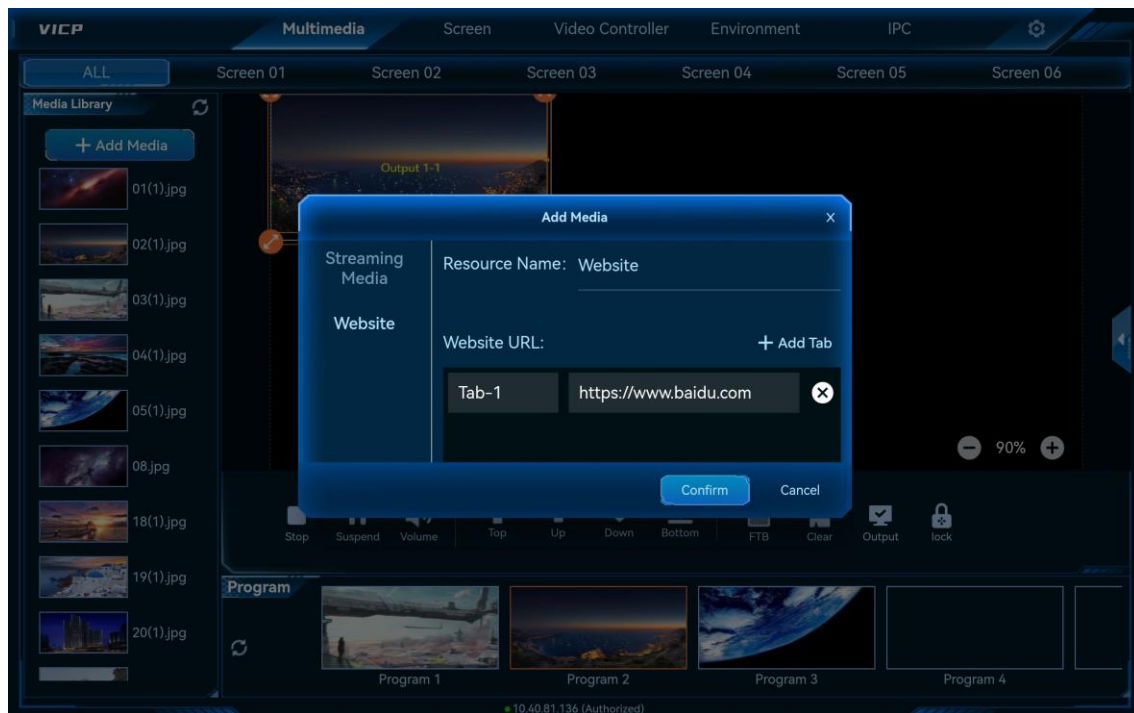 VICP
Multimedia
Screen
Video Controller
Environment
IPC
ALL
Screen 01
Screen 02
Screen 03
Screen 04
Screen 05
Screen 06
Media Library
+ Add Media
01(1).jpg
02(1).jpg
03(1).jpg
04(1).jpg
05(1).jpg
08.jpg
18(1).jpg
19(1).jpg
20(1).jpg
Output 1-1
Add Media
X
Streaming
Media
Website
Resource Name: Website
Website URL:
+ Add Tab
Tab-1
https://www.baidu.com
Confirm
Cancel
90%
Stop
Suspend
Volume
Top
Up
Down
Bottom
FTB
Clear
Output
lock
Program
Program 1
Program 2
Program 3
Program 4
10.40.81.136 (Authorized)